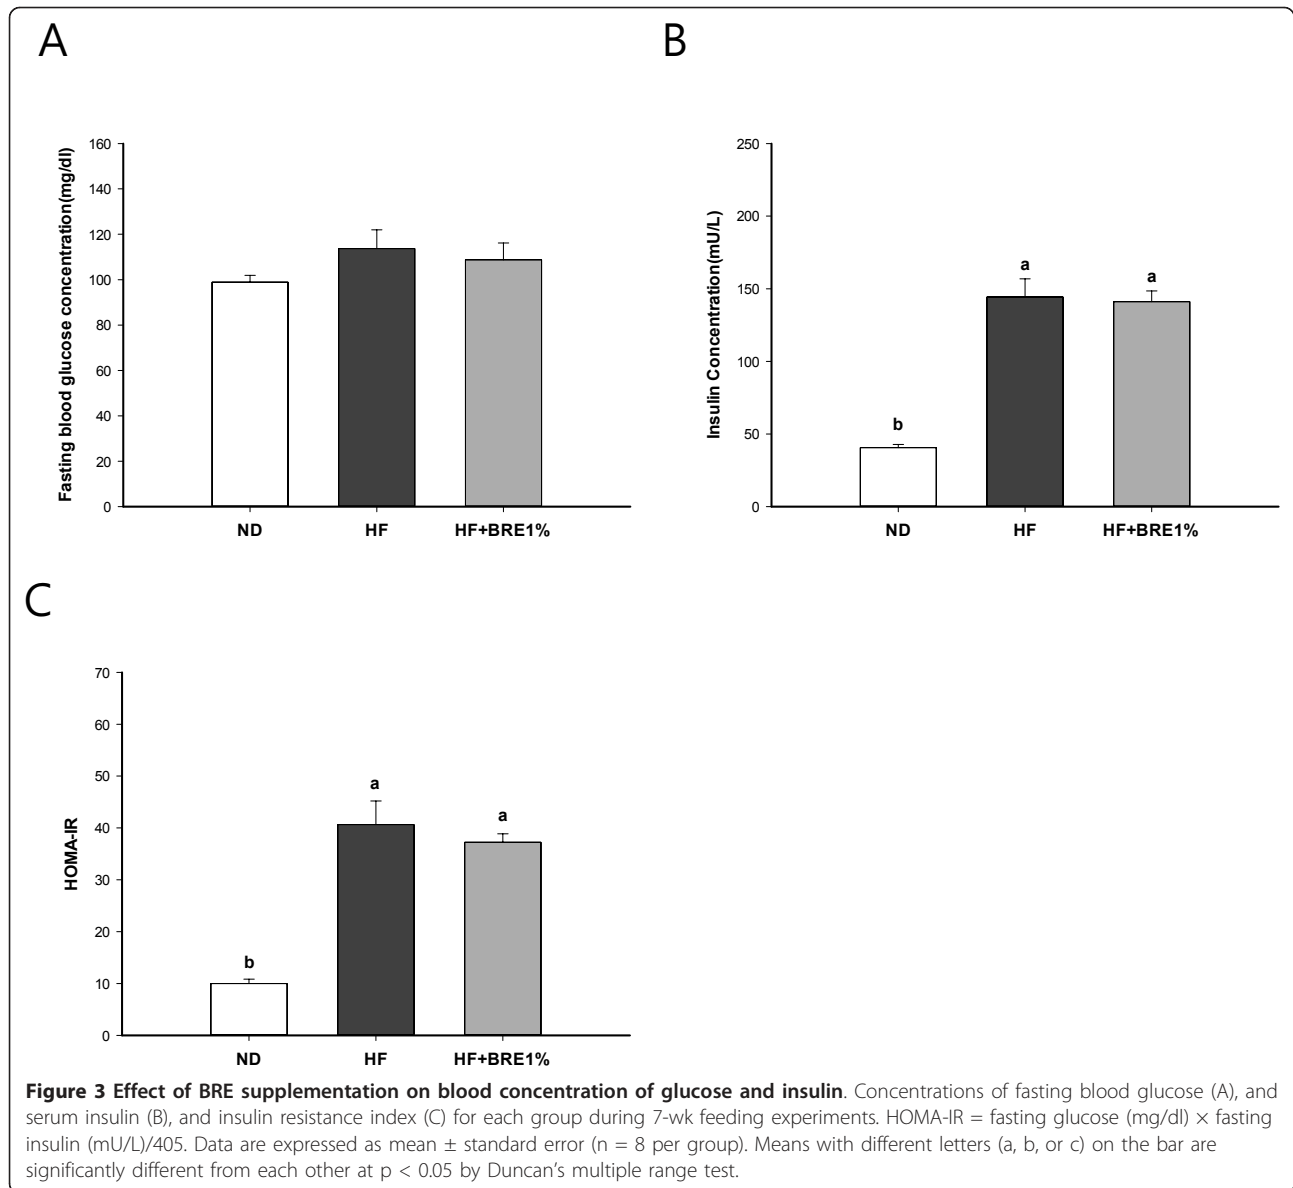 A
Fasting blood glucose concentration(mg/dl)
160
140
120
100
80
60
40
20
0
ND HF HF+BRE1%
B
Insulin Concentration(mU/L)
250
200
150
100
50
0
b a a
ND HF HF+BRE1%
C
HOMA-IR
70
60
50
40
30
20
10
0
b a a
ND HF HF+BRE1%
Figure 3 Effect of BRE supplementation on blood concentration of glucose and insulin. Concentrations of fasting blood glucose (A), and
serum insulin (B), and insulin resistance index (C) for each group during 7-wk feeding experiments. HOMA-IR = fasting glucose (mg/dl) × fasting
insulin (mU/L)/405. Data are expressed as mean ± standard error (n = 8 per group). Means with different letters (a, b, or c) on the bar are
significantly different from each other at p < 0.05 by Duncan's multiple range test.